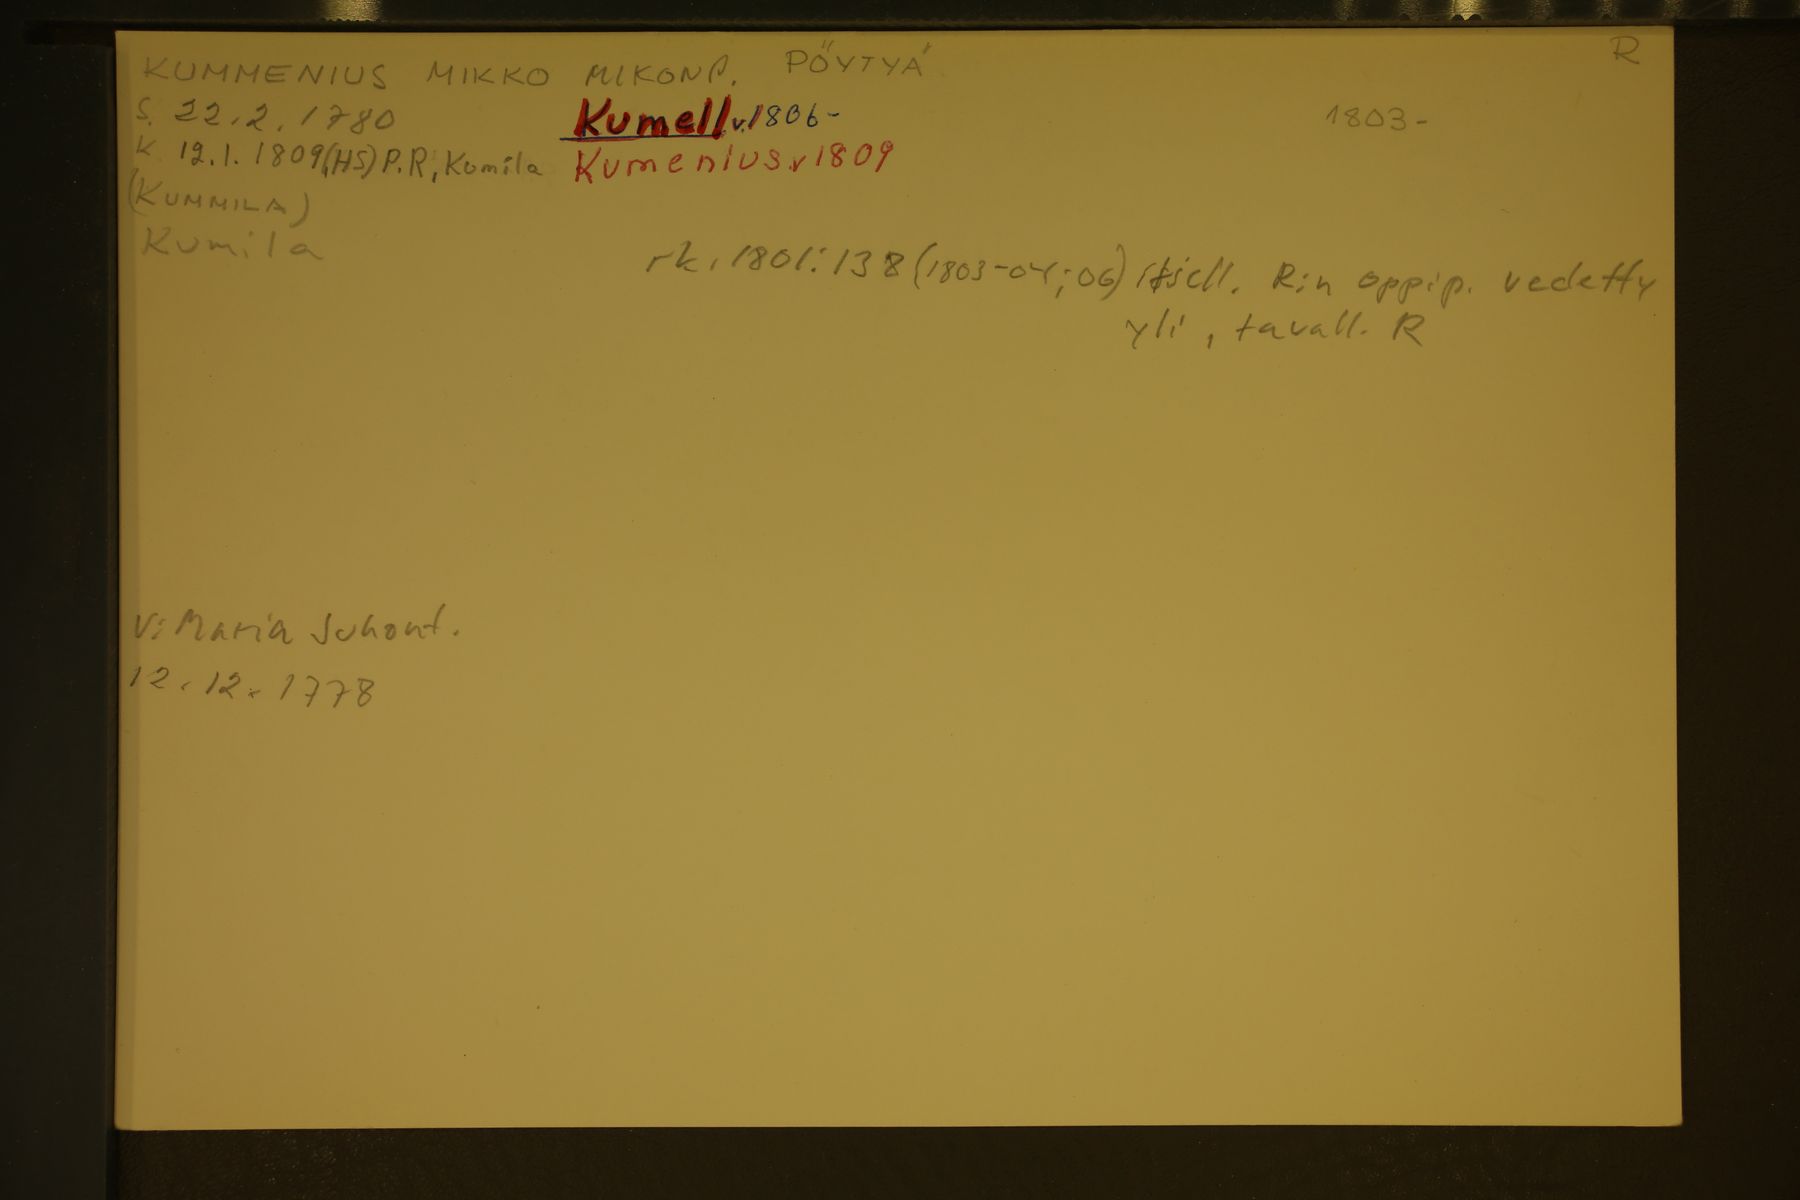 KUMMENIUS MIKKO MIKONP. PÖYTYÄ R
S. 22.2.1780 Kumell v.1806- 1803-
K 12.1.1809(HS) P.R, Kumila Kumenius v 1809
(KUMMILA)
Kumila
rk. 1801:138 (1803-04;06) itsell. R:n oppip. vedetty
yli, tavall. R
V: Maria Juhont.
12.12.1778